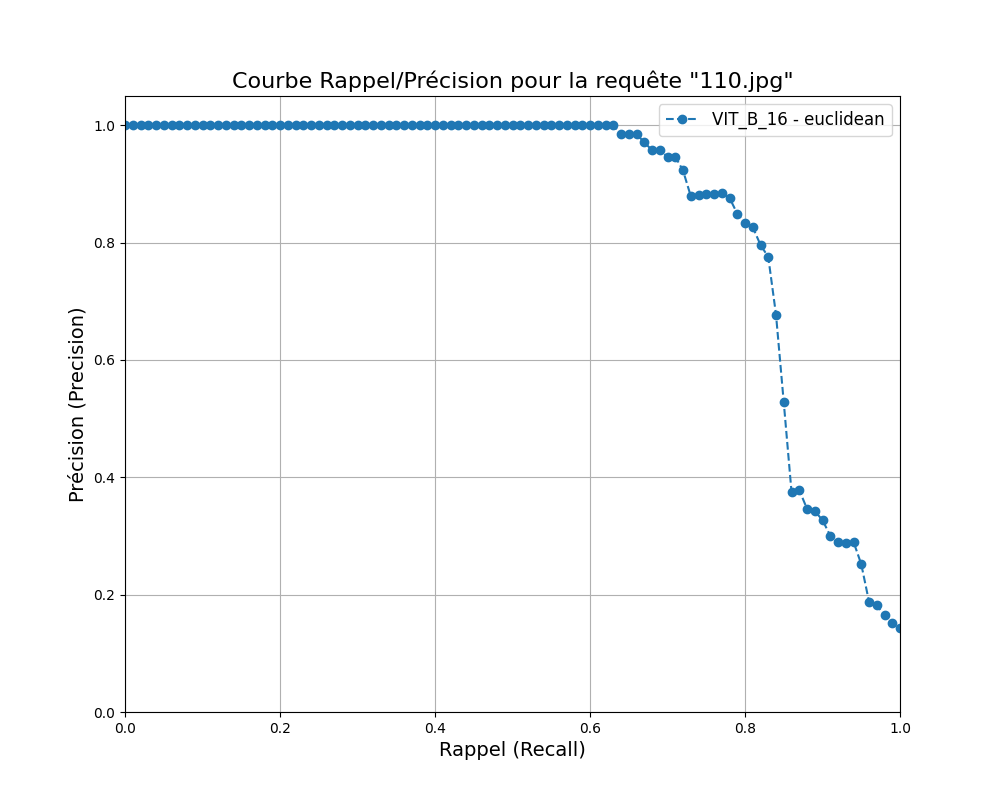 Courbe Rappel/Précision pour la requête "110.jpg"
VIT_B_16 - euclidean
1.0
0.8
0.6
0.4
0.2
0.0
Précision (Precision)
0.0 0.2 0.4 0.6 0.8 1.0
Rappel (Recall)